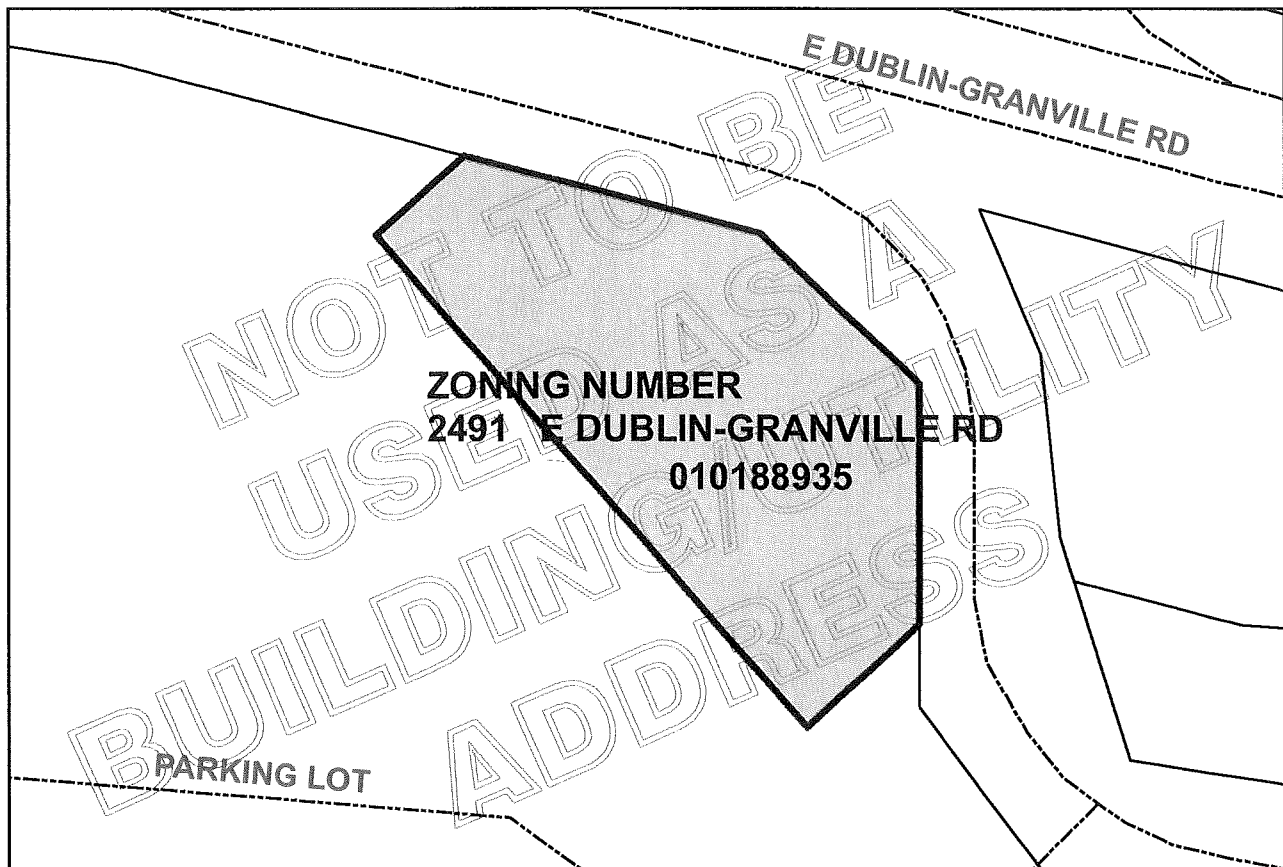 E DUBLIN-GRANVILLE RD
NOT TO BE
USED AS A
BUILDING/UTILITY
ADDRESS
ZONING NUMBER
2491 E DUBLIN-GRANVILLE RD
010188935
PARKING LOT